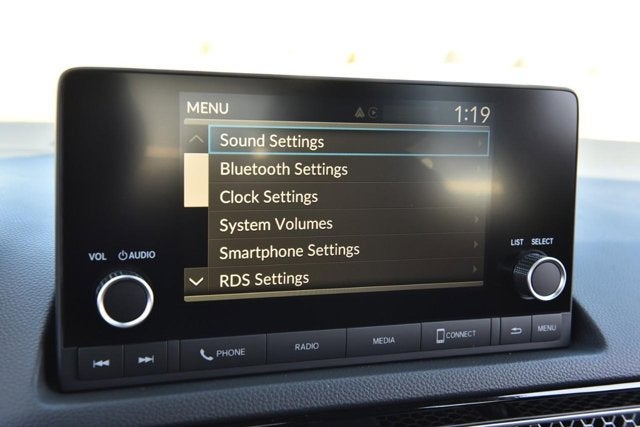 MENU 1:19
Sound Settings
Bluetooth Settings
Clock Settings
System Volumes
Smartphone Settings
RDS Settings
VOL AUDIO
LIST SELECT
PHONE RADIO MEDIA CONNECT MENU